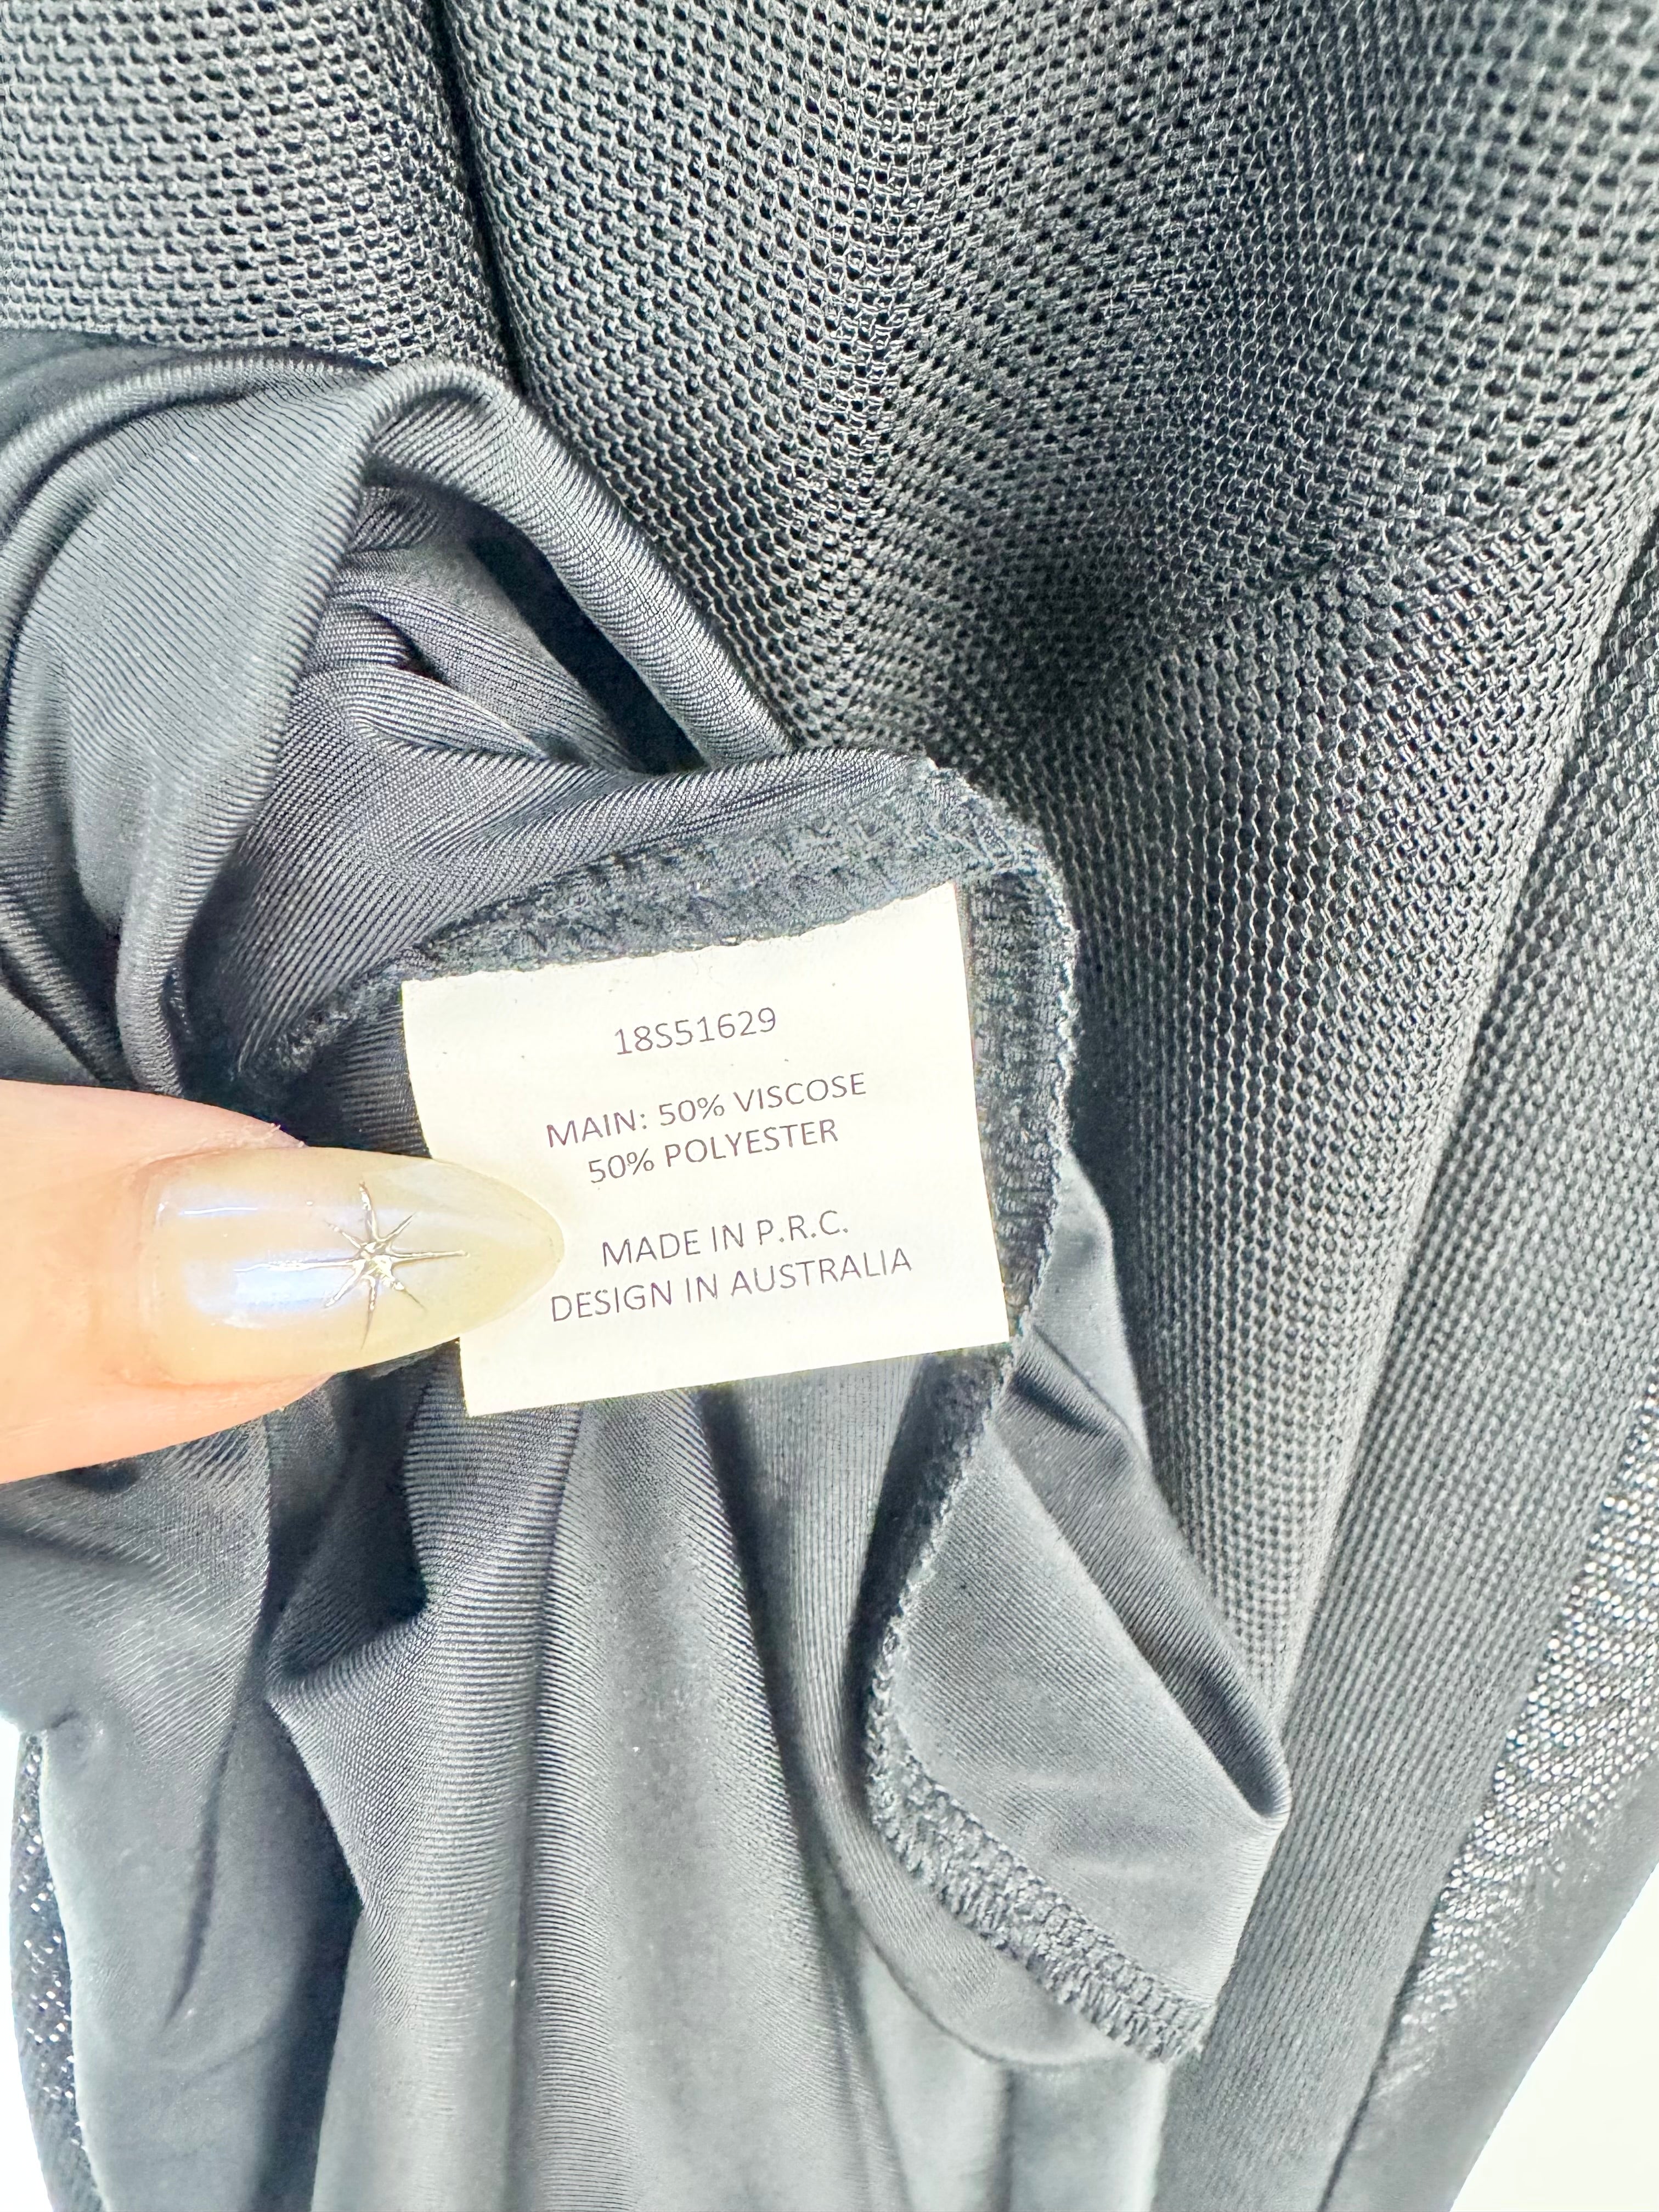 18S51629
MAIN: 50% VISCOSE
50% POLYESTER
MADE IN P.R.C.
DESIGN IN AUSTRALIA